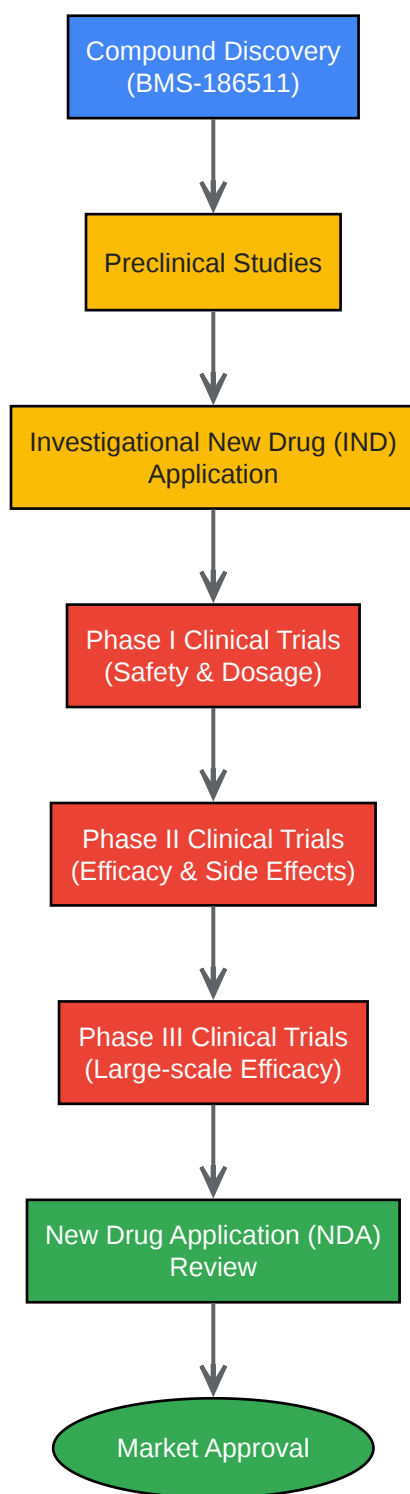 Compound Discovery
(BMS-186511)
Preclinical Studies
Investigational New Drug (IND)
Application
Phase I Clinical Trials
(Safety & Dosage)
Phase II Clinical Trials
(Efficacy & Side Effects)
Phase III Clinical Trials
(Large-scale Efficacy)
New Drug Application (NDA)
Review
Market Approval